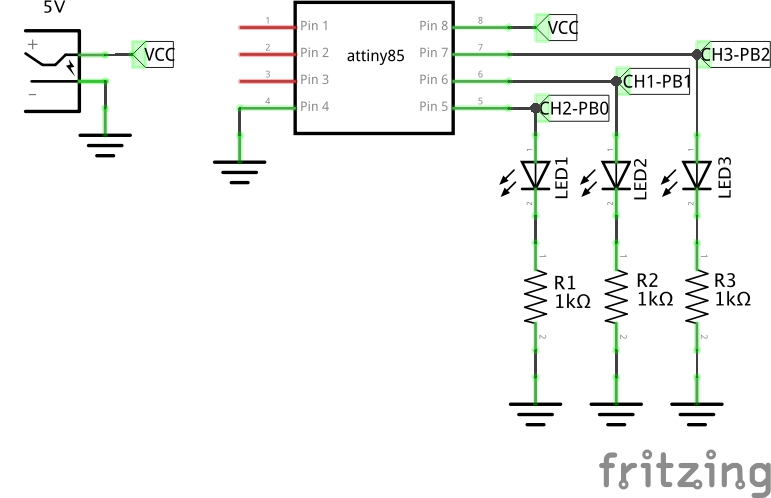 5V
+
−
VCC
attiny85
1 Pin 1
2 Pin 2
3 Pin 3
4 Pin 4
Pin 8 8 VCC
Pin 7 7 CH3-PB2
Pin 6 6 CH1-PB1
Pin 5 5 CH2-PB0
1 LED1 2
1 LED2 2
1 LED3 2
1 R1 2
1kΩ
1 R2 2
1kΩ
1 R3 2
1kΩ
fritzing